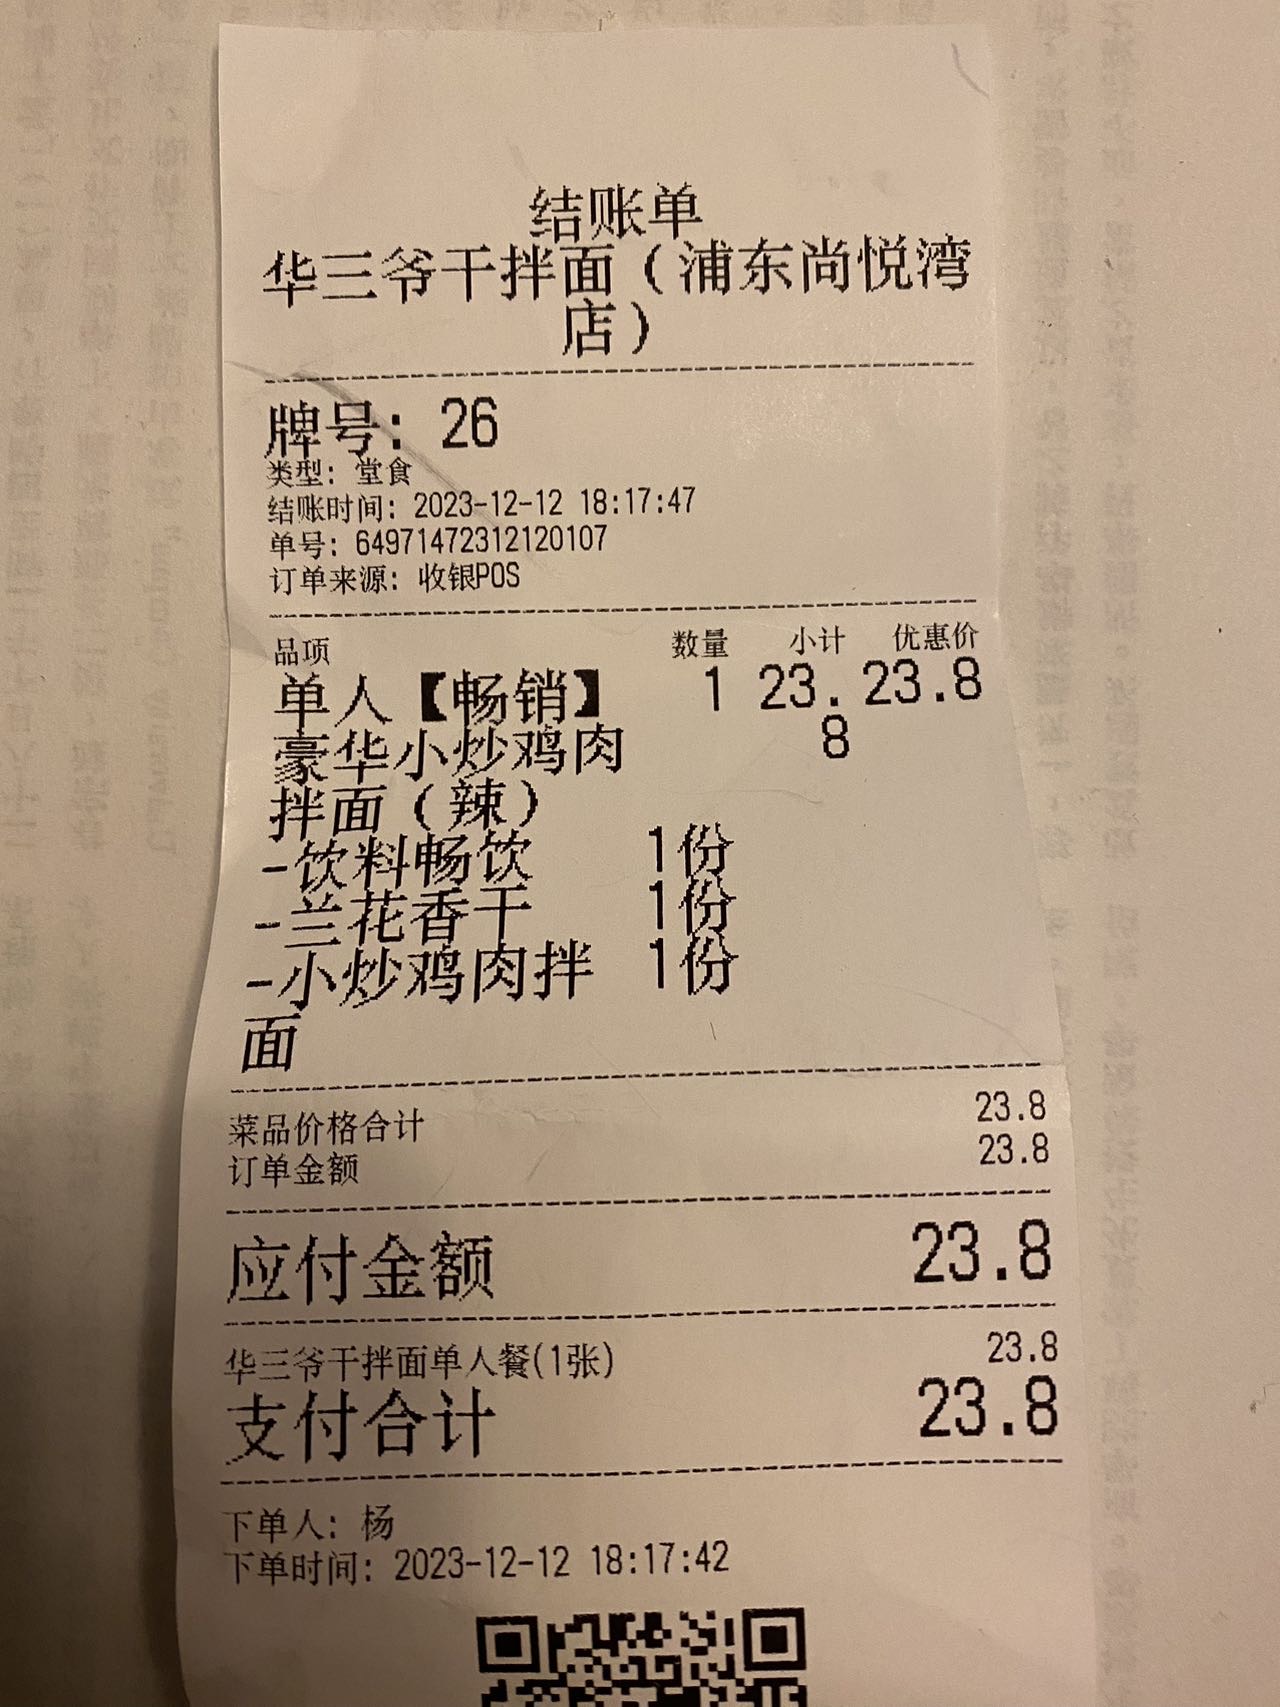 结账单
华三爷干拌面（浦东尚悦湾
店）
牌号：26
类型：堂食
结账时间：2023-12-12 18:17:47
单号：64971472312120107
订单来源：收银POS
品项 数量 小计 优惠价
单人【畅销】 1 23. 23.8
豪华小炒鸡肉 8
拌面（辣）
-饮料畅饮 1份
-兰花香干 1份
-小炒鸡肉拌 1份
面
菜品价格合计 23.8
订单金额 23.8
应付金额 23.8
华三爷干拌面单人餐(1张) 23.8
支付合计 23.8
下单人：杨
下单时间：2023-12-12 18:17:42